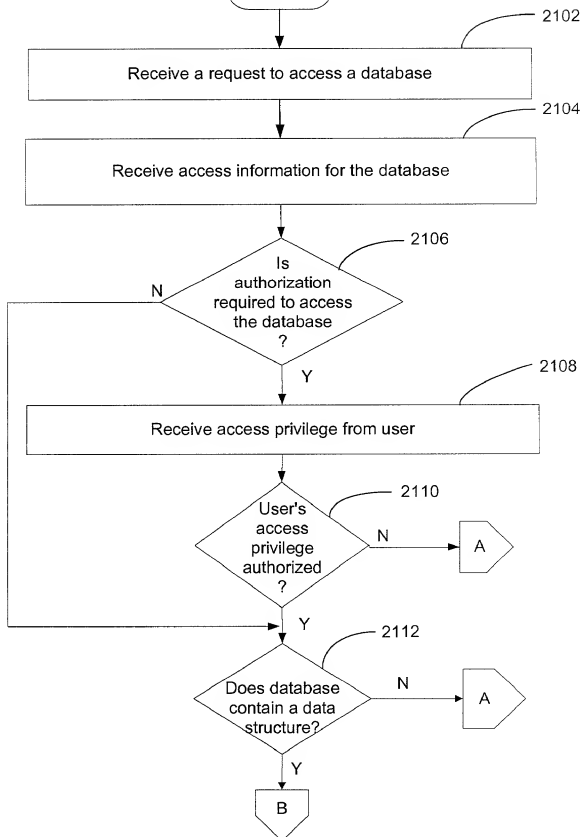 2102
Receive a request to access a database
2104
Receive access information for the database
2106
Is
authorization
required to access
the database
?
N
Y
2108
Receive access privilege from user
2110
User's
access
privilege
authorized
?
N
A
Y
2112
Does database
contain a data
structure?
N
A
Y
B